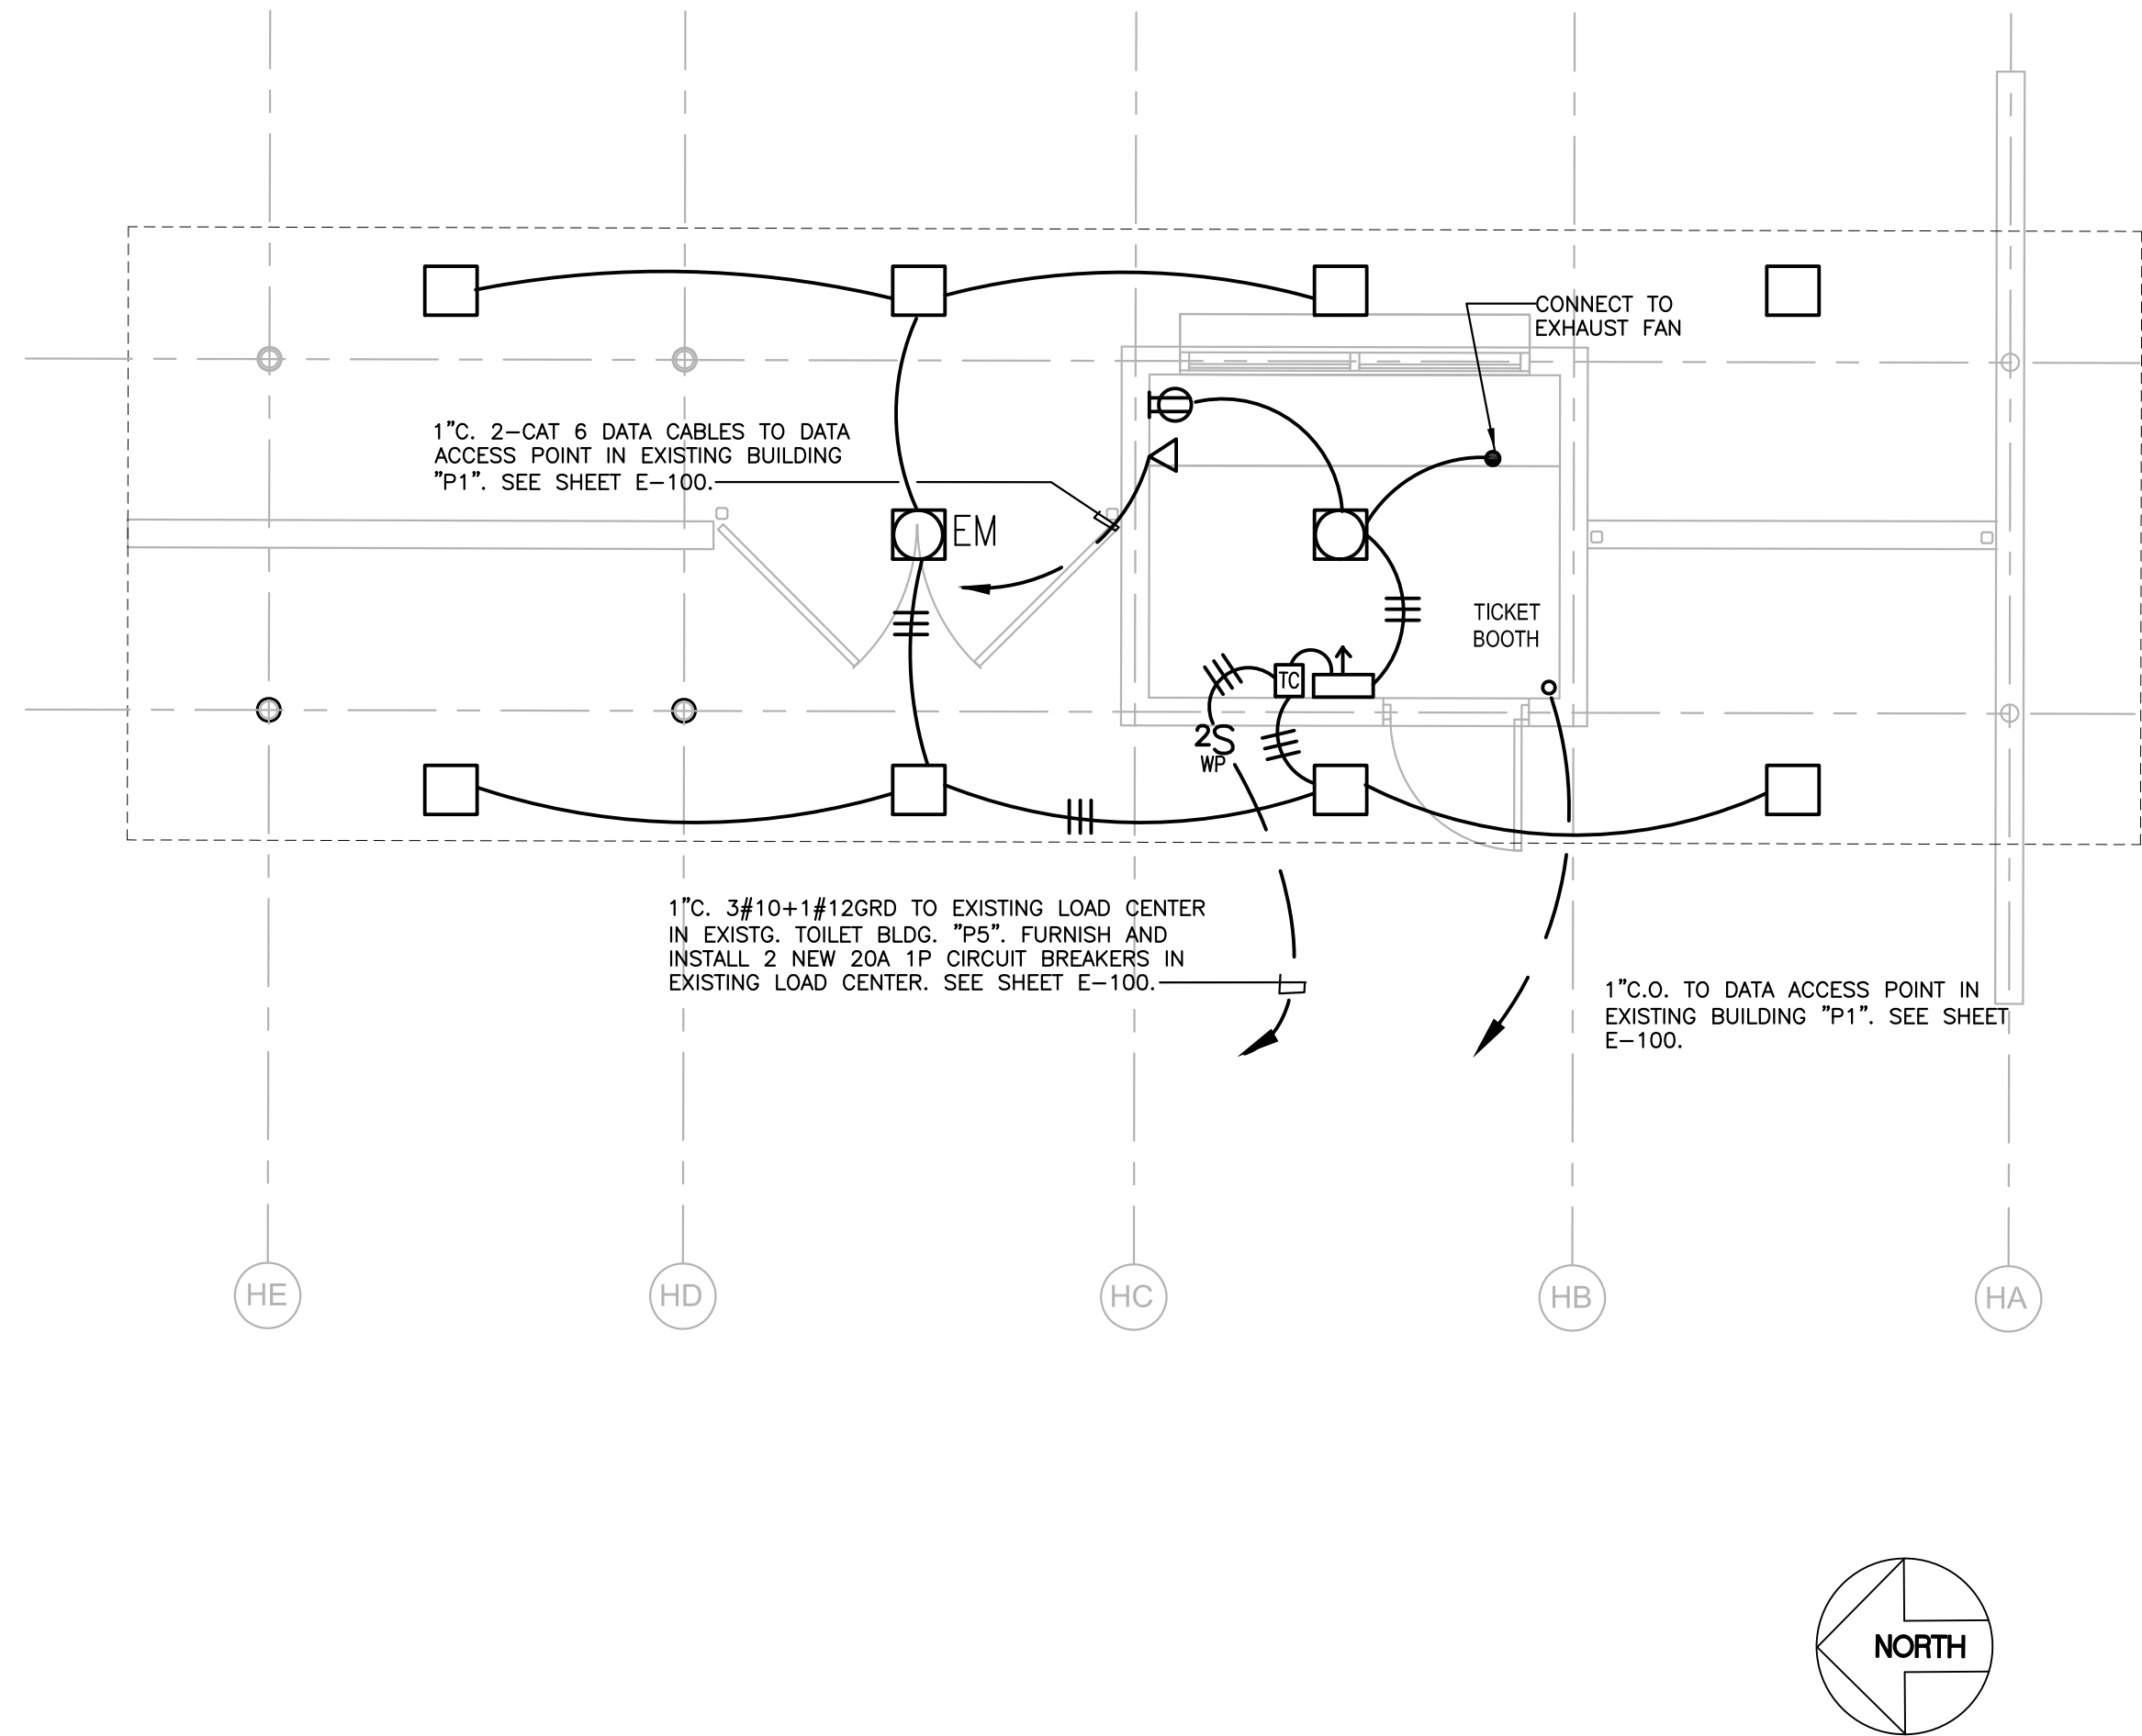 CONNECT TO
EXHAUST FAN
1"C. 2-CAT 6 DATA CABLES TO DATA
ACCESS POINT IN EXISTING BUILDING
"P1". SEE SHEET E-100.
EM
TICKET
BOOTH
TC
2S
WP
1"C. 3#10+1#12GRD TO EXISTING LOAD CENTER
IN EXISTG. TOILET BLDG. "P5". FURNISH AND
INSTALL 2 NEW 20A 1P CIRCUIT BREAKERS IN
EXISTING LOAD CENTER. SEE SHEET E-100.
1"C.O. TO DATA ACCESS POINT IN
EXISTING BUILDING "P1". SEE SHEET
E-100.
HE
HD
HC
HB
HA
NORTH